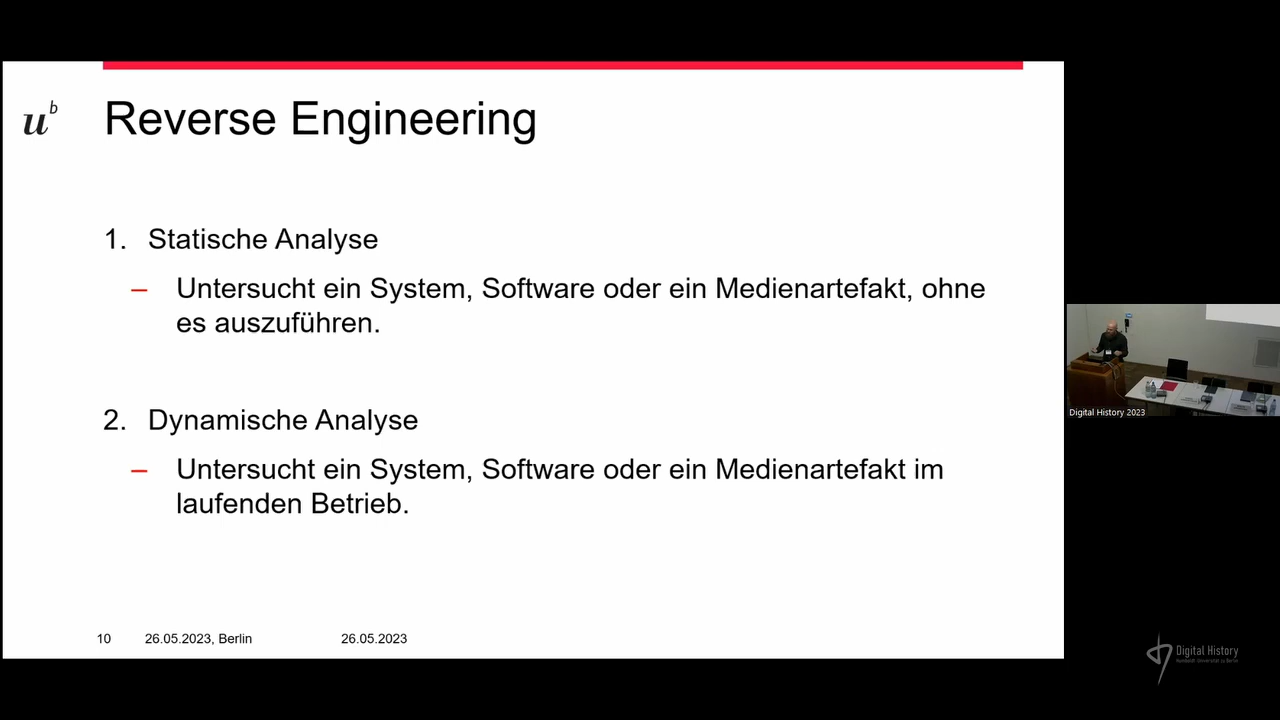 u^b
Reverse Engineering
1. Statische Analyse
– Untersucht ein System, Software oder ein Medienartefakt, ohne
es auszuführen.
2. Dynamische Analyse
– Untersucht ein System, Software oder ein Medienartefakt im
laufenden Betrieb.
10 26.05.2023, Berlin 26.05.2023
Digital History 2023
Digital History
Humboldt-Universität zu Berlin